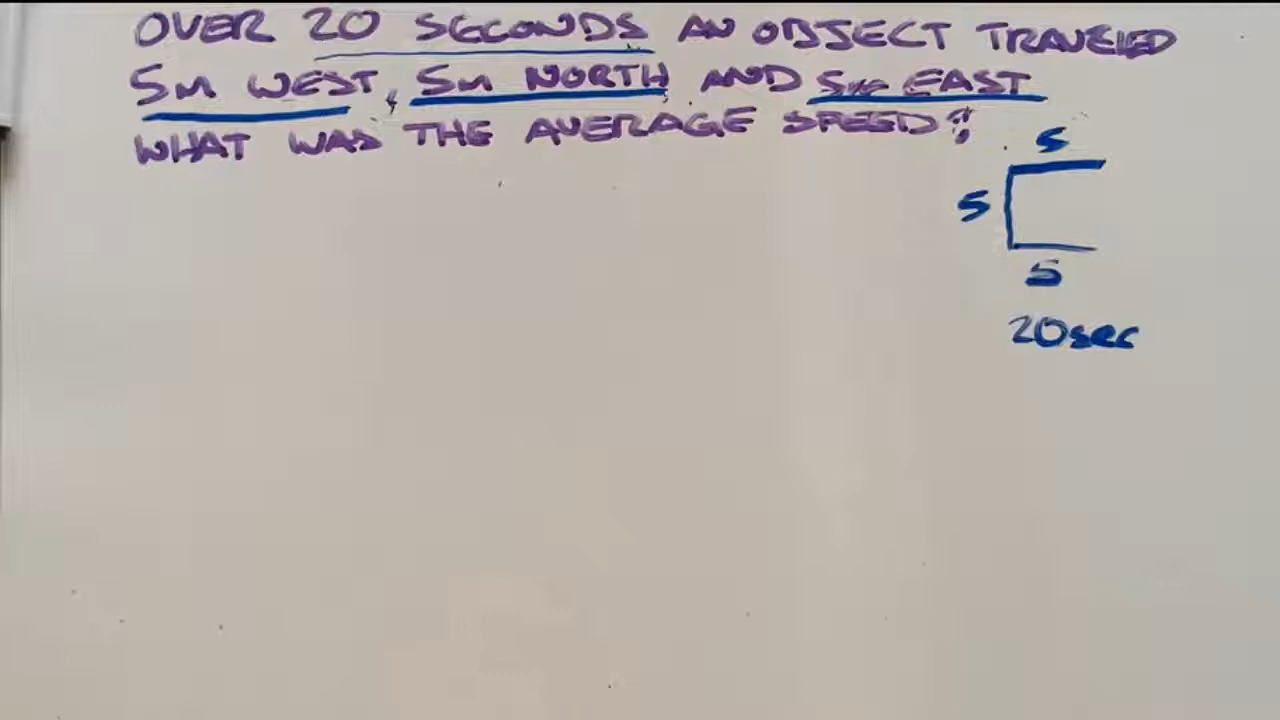 OVER 20 SECONDS AN OBJECT TRAVELED
5m WEST, 5m NORTH, AND 5m EAST
WHAT WAS THE AVERAGE SPEED?
5
5
5
20sec